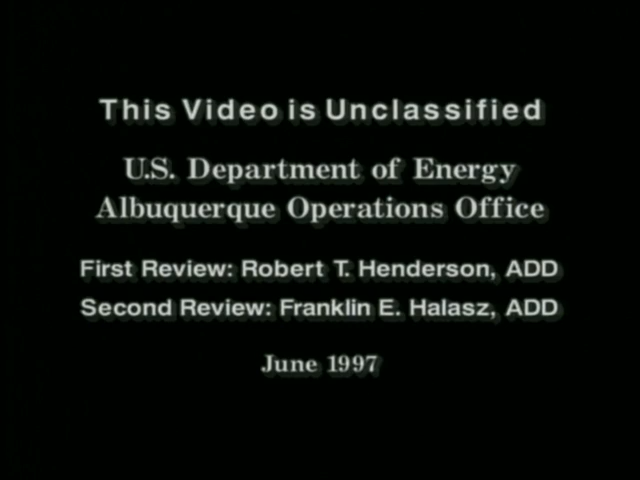 This Video is Unclassified
U.S. Department of Energy
Albuquerque Operations Office
First Review: Robert T. Henderson, ADD
Second Review: Franklin E. Halasz, ADD
June 1997